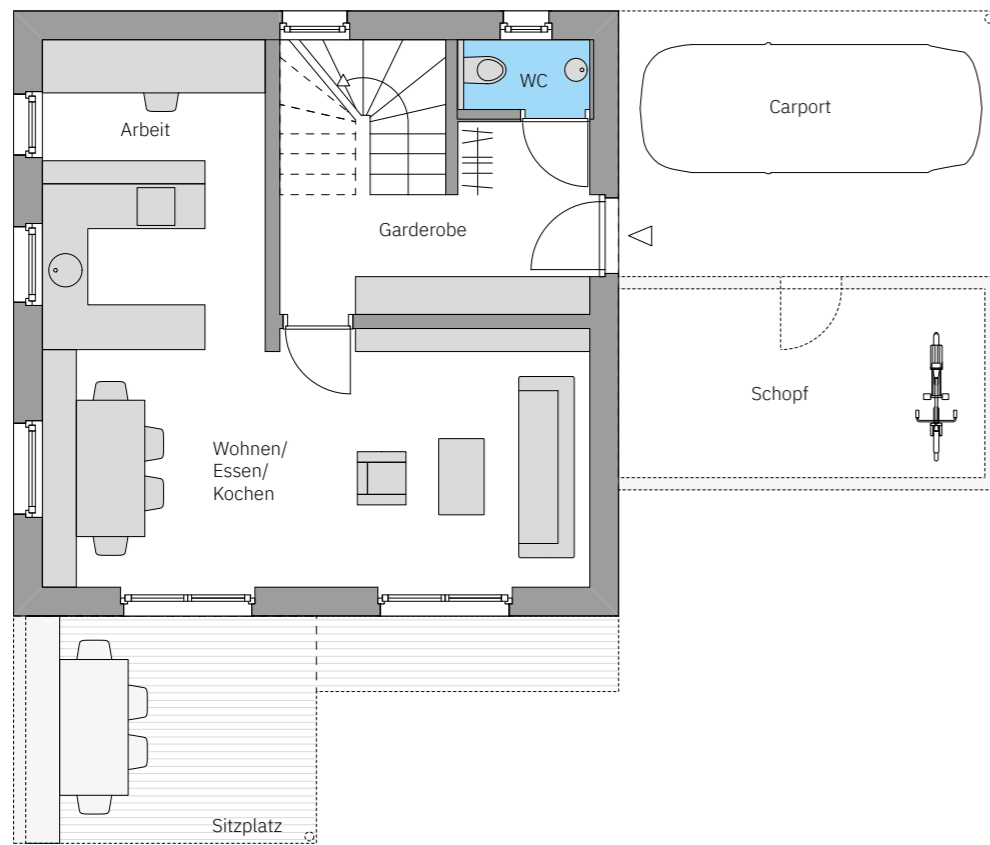 WC
Carport
Arbeit
Garderobe
Schopf
Wohnen/
Essen/
Kochen
Sitzplatz